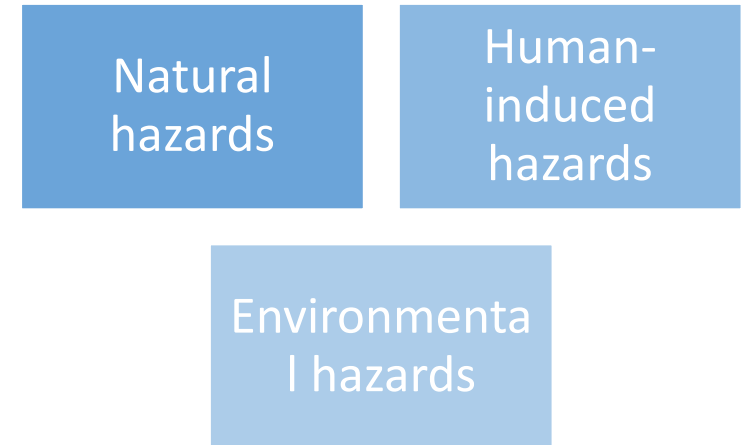 Natural
hazards
Human-
induced
hazards
Environmenta
l hazards